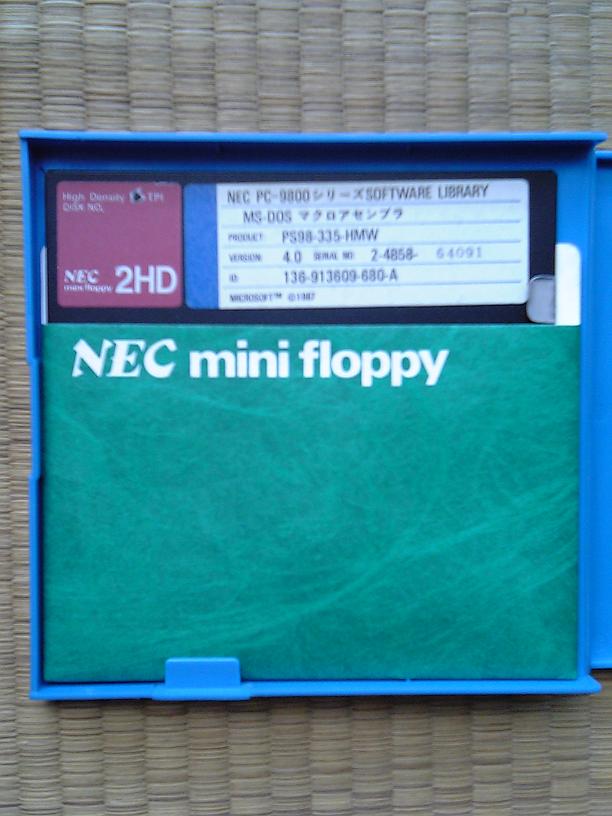 High Density 96 TPI
DISK NO.
NEC
mini floppy 2HD
NEC PC-9800シリーズSOFTWARE LIBRARY
MS-DOS マクロアセンブラ
PRODUCT: PS98-335-HMW
VERSION: 4.0 SERIAL NO: 2-4858- 64091
ID: 136-913609-680-A
MICROSOFT™ ©1987
NEC mini floppy